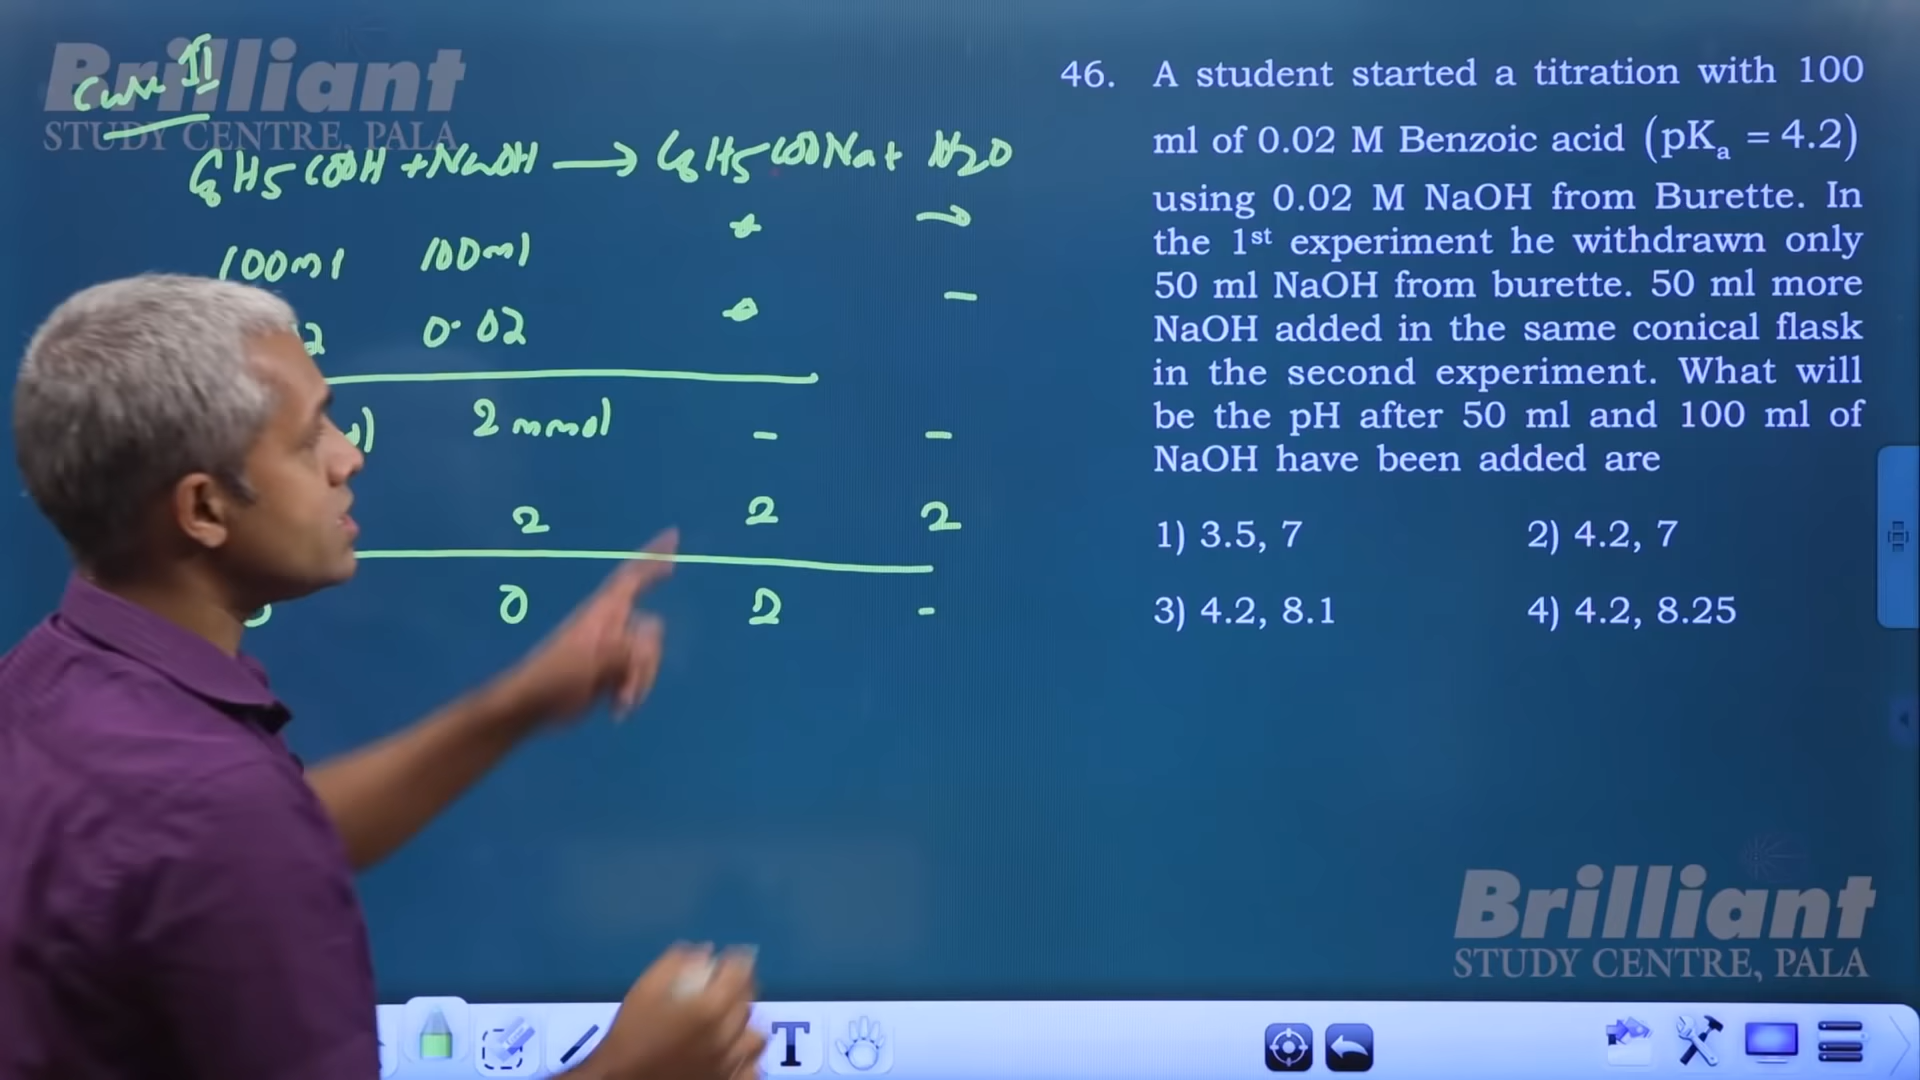 Brilliant
STUDY CENTRE, PALA
Case II
C6H5COOH + NaOH → C6H5COONa + H2O
100ml 100ml
0.02
2 mmol - -
2 2 2
0 2 -
46. A student started a titration with 100
ml of 0.02 M Benzoic acid (pKₐ = 4.2)
using 0.02 M NaOH from Burette. In
the 1ˢᵗ experiment he withdrawn only
50 ml NaOH from burette. 50 ml more
NaOH added in the same conical flask
in the second experiment. What will
be the pH after 50 ml and 100 ml of
NaOH have been added are
1) 3.5, 7 2) 4.2, 7
3) 4.2, 8.1 4) 4.2, 8.25
Brilliant
STUDY CENTRE, PALA
T